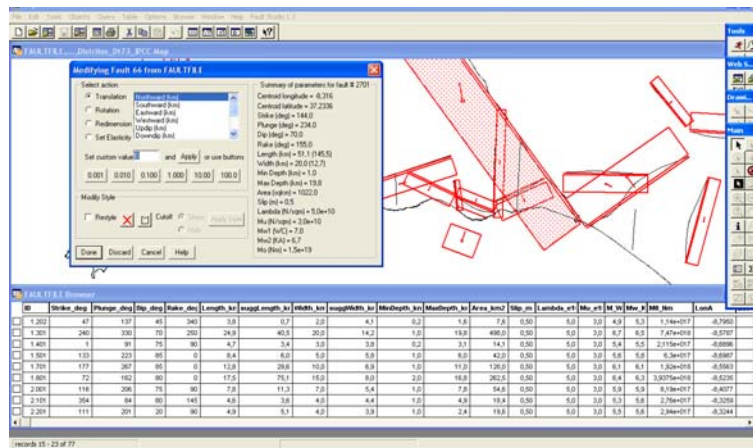 File Edit Tools Objects Query Table Options Browse Window Help Fault Studio 1.2
FAULTFILE,...,Distritos_Dt73_IPCC Map
Modifying Fault 66 from FAULTFILE
Select action
Translation
Rotation
Redimension
Set Elasticity
Northward (km)
Southward (km)
Eastward (km)
Westward (km)
Updip (km)
Downdip (km)
Set custom value and Apply or use buttons
0.001 0.010 0.100 1.000 10.00 100.0
Modify Style
Restyle Cutoff Show Apply Style
Hide
Done Discard Cancel Help
Summary of parameters for fault # 2701
Centroid longitude = -8,316
Centroid latitude = 37,2336
Strike (deg) = 144,0
Plunge (deg) = 234,0
Dip (deg) = 70,0
Rake (deg) = 155,0
Length (km) = 51,1 (145,5)
Width (km) = 20,0 (12,7)
Min Depth (km) = 1,0
Max Depth (km) = 19,8
Area (sqkm) = 1022,0
Slip (m) = 0,5
Lambda (N/sqm) = 5,0e+10
Mu (N/sqm) = 3,0e+10
Mw1 (WC) = 7,0
Mw2 (KA) = 6,7
Mo (Nm) = 1,5e+19
Tools
Web S...
Drawi...
Main
FAULTFILE Browser
ID Strike_deg Plunge_deg Dip_deg Rake_deg Length_km suggLength_km Width_km suggWidth_km MinDepth_km MaxDepth_km Area_km2 Slip_m Lambda_e1 Mu_e1 M_W Mw_K M0_Nm LonA
1.202 47 137 45 340 3,8 0,7 2,0 4,1 0,2 1,6 7,6 0,50 5,0 3,0 4,9 5,3 1,14e+017 -8,7950
1.301 240 330 70 250 24,9 40,5 20,0 14,2 1,0 19,8 498,0 0,50 5,0 3,0 6,7 6,5 7,47e+018 -8,5787
1.401 1 91 75 90 4,7 3,4 3,0 3,8 0,2 3,1 14,1 0,50 5,0 3,0 5,4 5,5 2,115e+017 -8,6896
1.501 133 223 85 0 8,4 6,0 5,0 5,8 1,0 6,0 42,0 0,50 5,0 3,0 5,6 5,8 6,3e+017 -8,6987
1.701 177 267 85 0 12,8 29,6 10,0 6,9 1,0 11,0 128,0 0,50 5,0 3,0 6,1 6,1 1,92e+018 -8,5563
1.801 72 162 80 0 17,5 75,1 15,0 8,0 2,0 16,8 262,5 0,50 5,0 3,0 6,4 6,3 3,9375e+018 -8,5235
2.001 116 206 75 90 7,8 11,3 7,0 5,4 1,0 7,8 54,6 0,50 5,0 3,0 5,9 5,9 8,19e+017 -8,4077
2.101 354 84 80 145 4,6 3,8 4,0 4,4 1,0 4,9 18,4 0,50 5,0 3,0 5,3 5,6 2,76e+017 -8,3259
2.201 111 201 20 90 4,9 5,1 4,0 3,9 1,0 2,4 19,6 0,50 5,0 3,0 5,5 5,6 2,94e+017 -8,3244
records 15 - 23 of 77